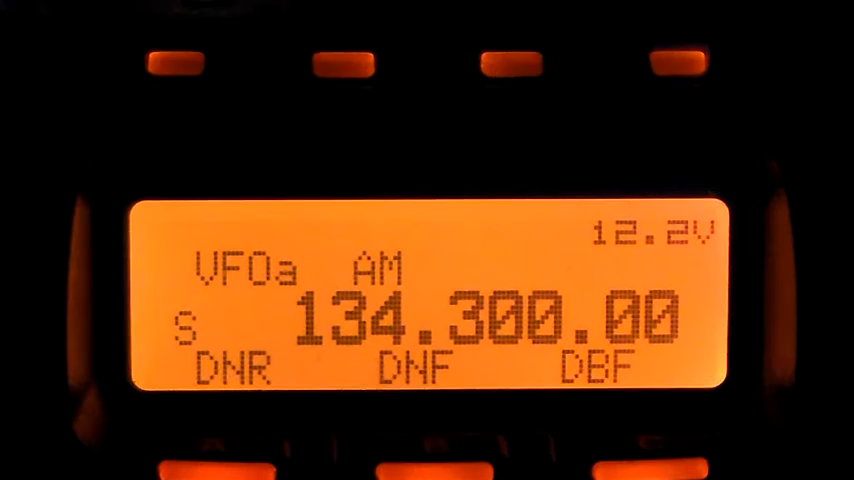 12.2V
VFOa AM
S 134.300.00
DNR DNF DBF